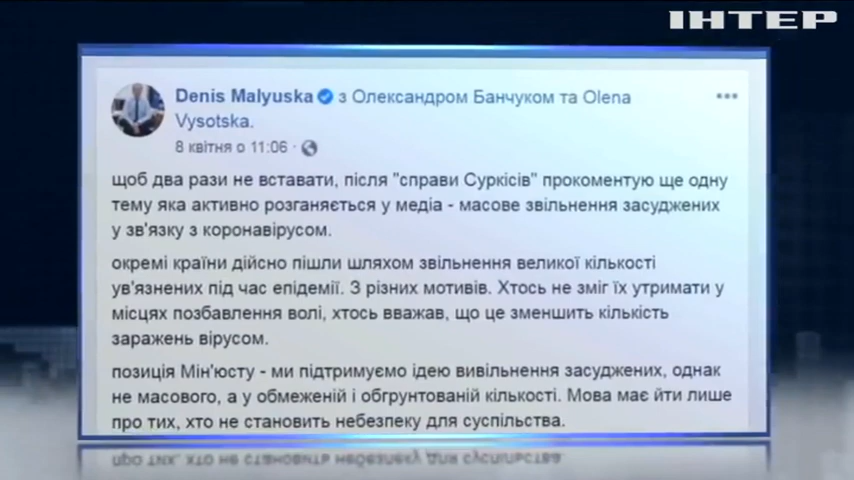 ІНТЕР
Denis Malyuska з Олександром Банчуком та Olena
Vysotska.
8 квітня о 11:06 ·
щоб два рази не вставати, після "справи Суркісів" прокоментую ще одну
тему яка активно розганяється у медіа - масове звільнення засуджених
у зв'язку з коронавірусом.
окремі країни дійсно пішли шляхом звільнення великої кількості
ув'язнених під час епідемії. З різних мотивів. Хтось не зміг їх утримати у
місцях позбавлення волі, хтось вважав, що це зменшить кількість
заражень вірусом.
позиція Мін'юсту - ми підтримуємо ідею вивільнення засуджених, однак
не масового, а у обмеженій і обгрунтованій кількості. Мова має йти лише
про тих, хто не становить небезпеку для суспільства.